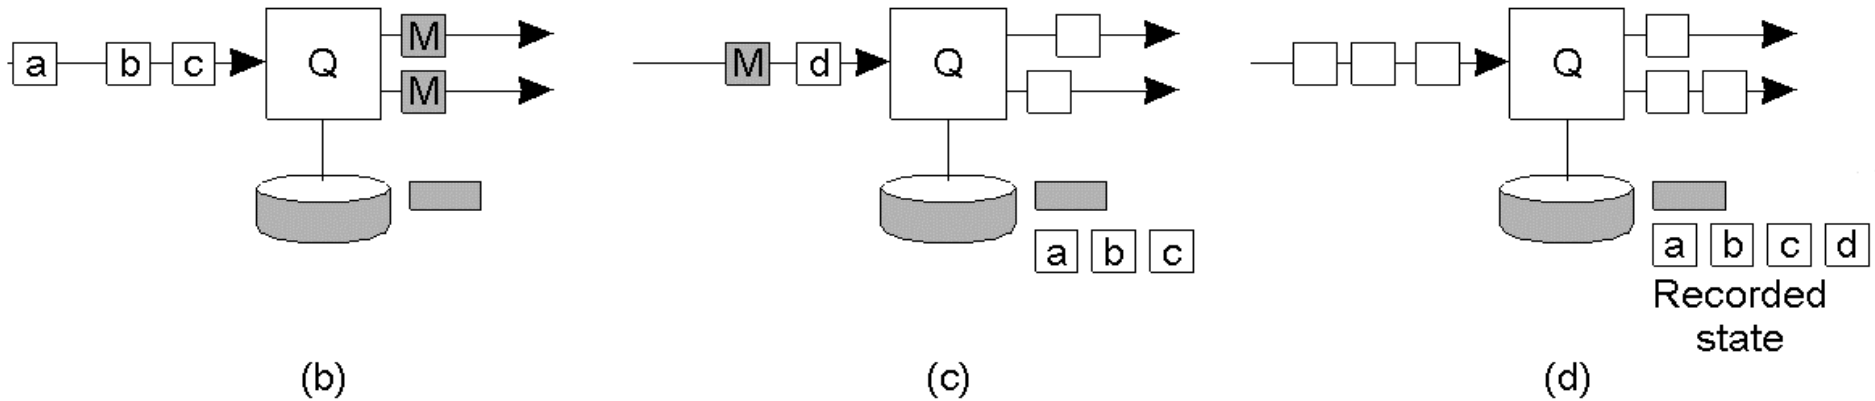 a b c Q M M
(b)
M d Q
a b c
(c)
Q
a b c d
Recorded
state
(d)